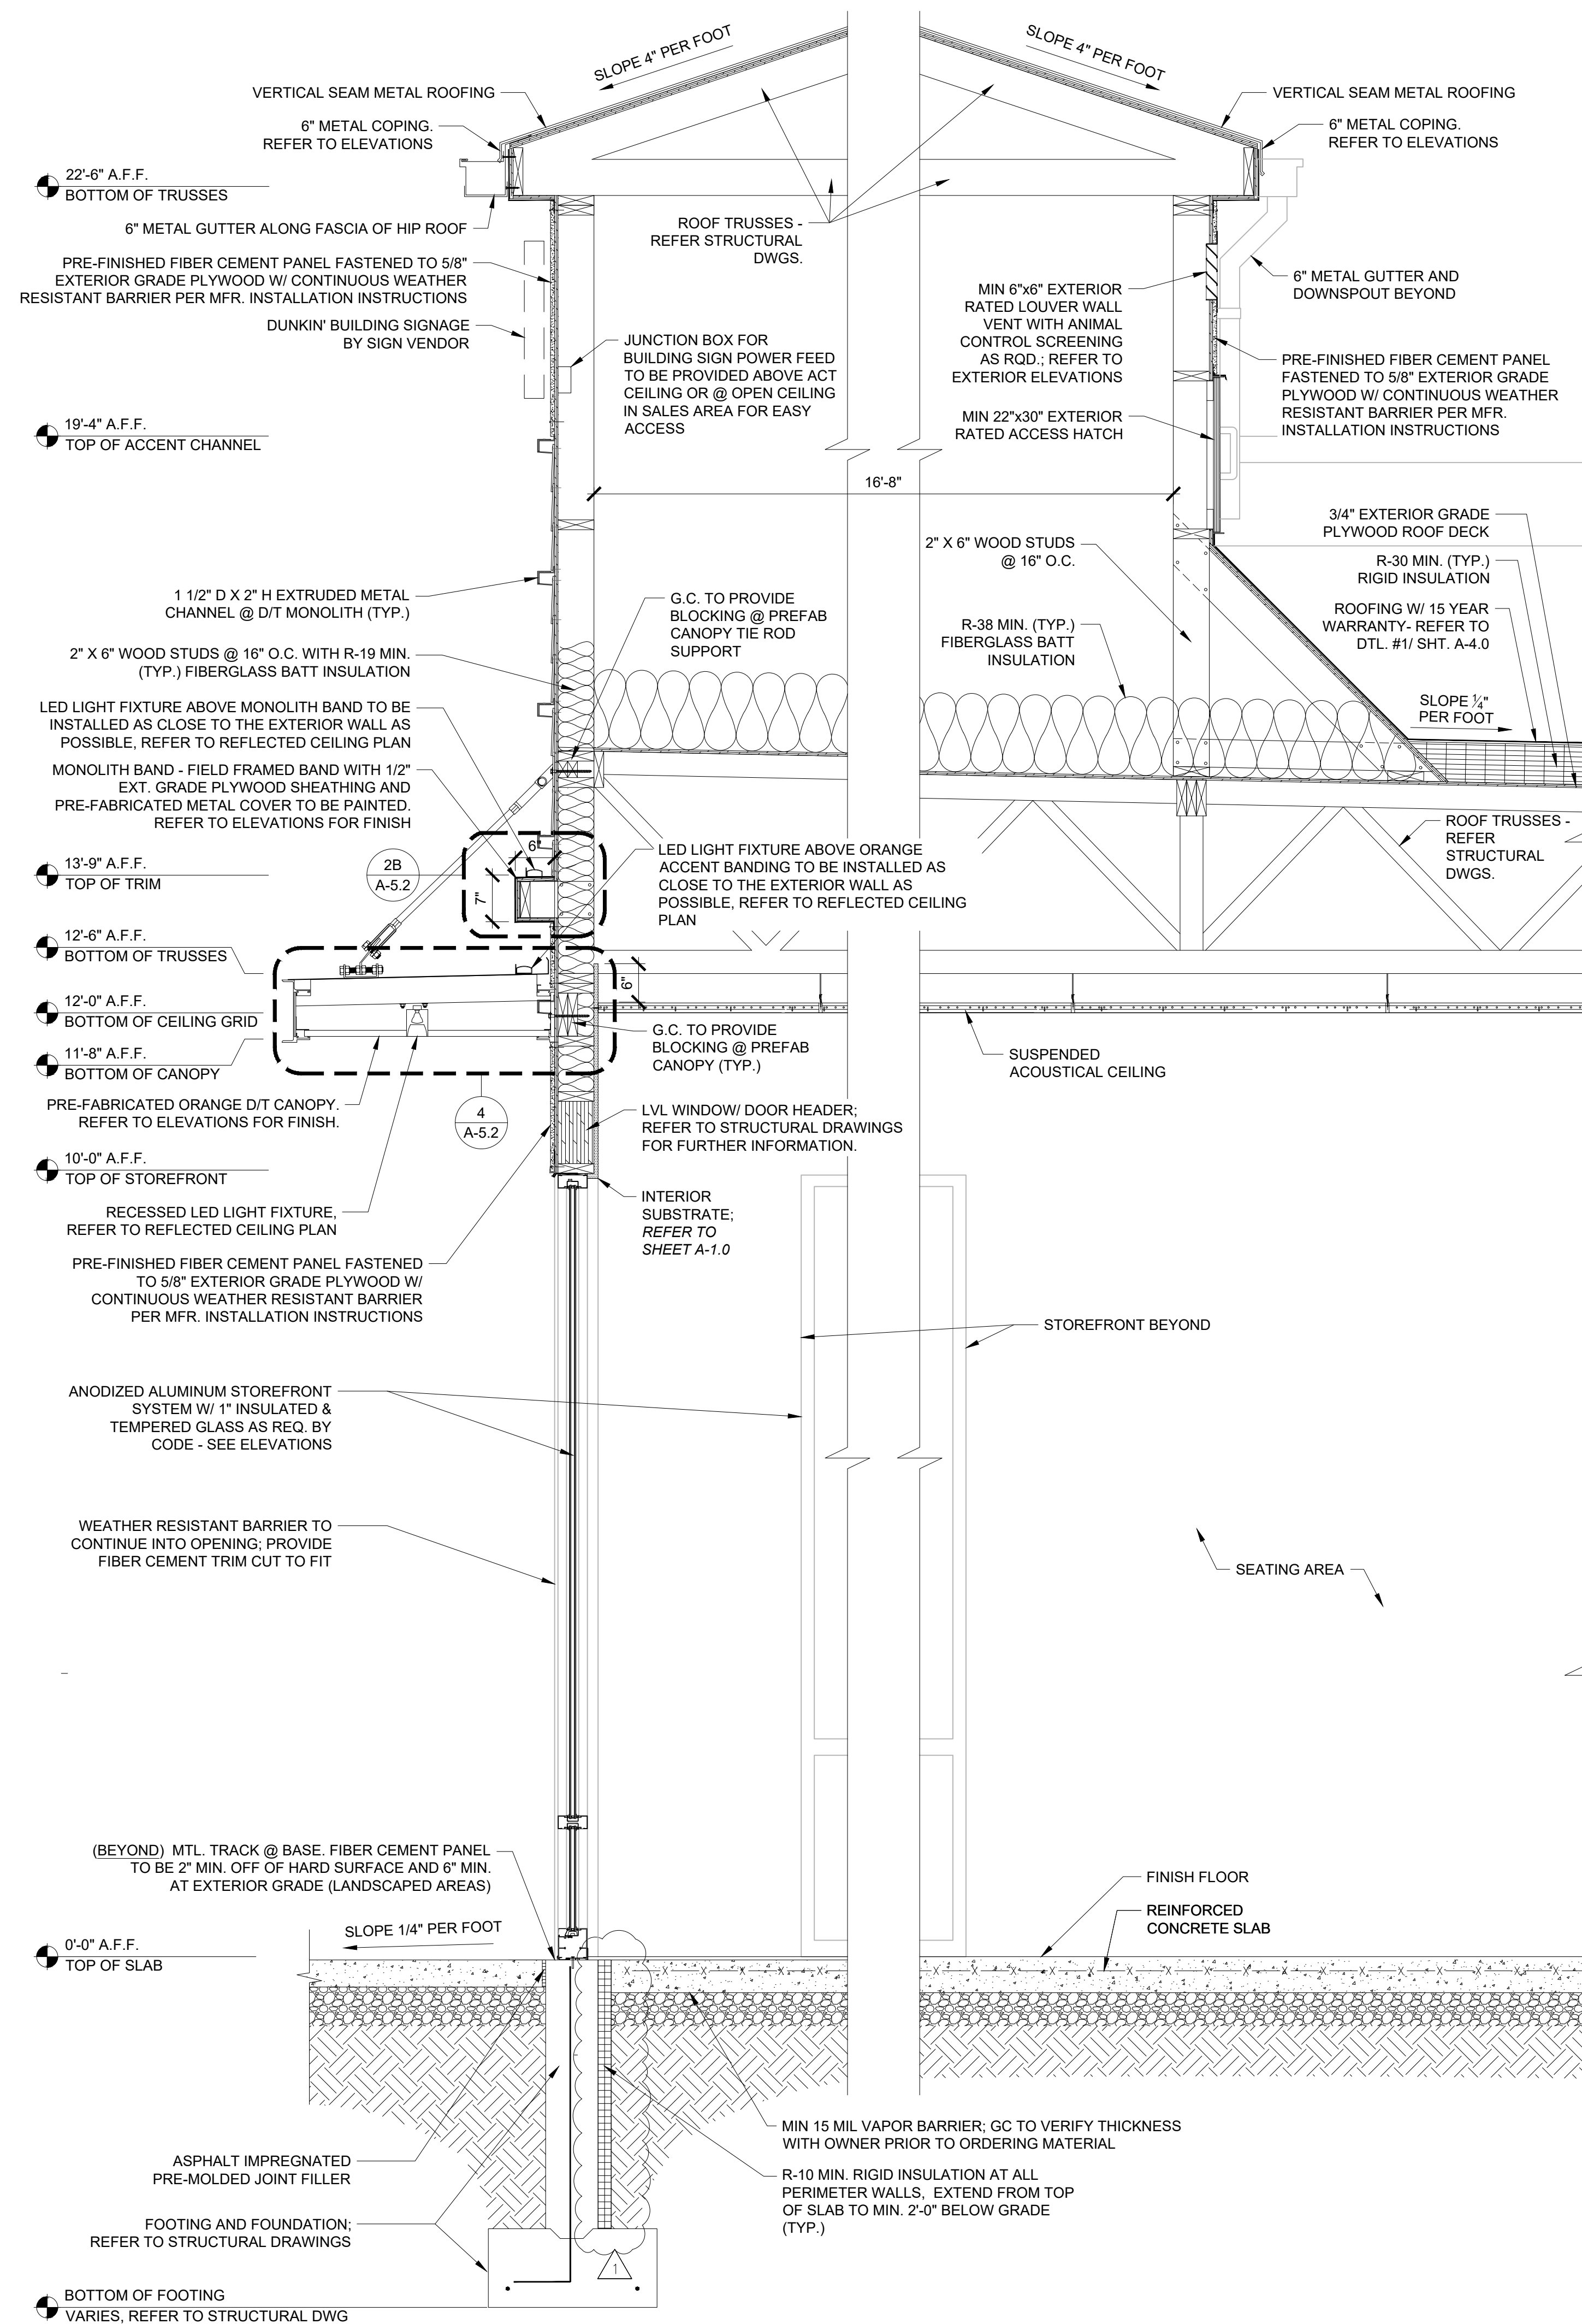 SLOPE 4" PER FOOT
SLOPE 4" PER FOOT
VERTICAL SEAM METAL ROOFING
VERTICAL SEAM METAL ROOFING
6" METAL COPING.
REFER TO ELEVATIONS
6" METAL COPING.
REFER TO ELEVATIONS
22'-6" A.F.F.
BOTTOM OF TRUSSES
6" METAL GUTTER ALONG FASCIA OF HIP ROOF
ROOF TRUSSES -
REFER STRUCTURAL
DWGS.
PRE-FINISHED FIBER CEMENT PANEL FASTENED TO 5/8"
EXTERIOR GRADE PLYWOOD W/ CONTINUOUS WEATHER
RESISTANT BARRIER PER MFR. INSTALLATION INSTRUCTIONS
6" METAL GUTTER AND
DOWNSPOUT BEYOND
MIN 6"x6" EXTERIOR
RATED LOUVER WALL
VENT WITH ANIMAL
CONTROL SCREENING
AS RQD.; REFER TO
EXTERIOR ELEVATIONS
DUNKIN' BUILDING SIGNAGE
BY SIGN VENDOR
JUNCTION BOX FOR
BUILDING SIGN POWER FEED
TO BE PROVIDED ABOVE ACT
CEILING OR @ OPEN CEILING
IN SALES AREA FOR EASY
ACCESS
PRE-FINISHED FIBER CEMENT PANEL
FASTENED TO 5/8" EXTERIOR GRADE
PLYWOOD W/ CONTINUOUS WEATHER
RESISTANT BARRIER PER MFR.
INSTALLATION INSTRUCTIONS
19'-4" A.F.F.
TOP OF ACCENT CHANNEL
MIN 22"x30" EXTERIOR
RATED ACCESS HATCH
16'-8"
3/4" EXTERIOR GRADE
PLYWOOD ROOF DECK
2" X 6" WOOD STUDS
@ 16" O.C.
R-30 MIN. (TYP.)
RIGID INSULATION
1 1/2" D X 2" H EXTRUDED METAL
CHANNEL @ D/T MONOLITH (TYP.)
G.C. TO PROVIDE
BLOCKING @ PREFAB
CANOPY TIE ROD
SUPPORT
ROOFING W/ 15 YEAR
WARRANTY- REFER TO
DTL. #1/ SHT. A-4.0
R-38 MIN. (TYP.)
FIBERGLASS BATT
INSULATION
2" X 6" WOOD STUDS @ 16" O.C. WITH R-19 MIN.
(TYP.) FIBERGLASS BATT INSULATION
SLOPE 1/4"
PER FOOT
LED LIGHT FIXTURE ABOVE MONOLITH BAND TO BE
INSTALLED AS CLOSE TO THE EXTERIOR WALL AS
POSSIBLE, REFER TO REFLECTED CEILING PLAN
MONOLITH BAND - FIELD FRAMED BAND WITH 1/2"
EXT. GRADE PLYWOOD SHEATHING AND
PRE-FABRICATED METAL COVER TO BE PAINTED.
REFER TO ELEVATIONS FOR FINISH
ROOF TRUSSES -
REFER
STRUCTURAL
DWGS.
6"
7"
2B
A-5.2
LED LIGHT FIXTURE ABOVE ORANGE
ACCENT BANDING TO BE INSTALLED AS
CLOSE TO THE EXTERIOR WALL AS
POSSIBLE, REFER TO REFLECTED CEILING
PLAN
13'-9" A.F.F.
TOP OF TRIM
12'-6" A.F.F.
BOTTOM OF TRUSSES
6"
12'-0" A.F.F.
BOTTOM OF CEILING GRID
G.C. TO PROVIDE
BLOCKING @ PREFAB
CANOPY (TYP.)
SUSPENDED
ACOUSTICAL CEILING
11'-8" A.F.F.
BOTTOM OF CANOPY
PRE-FABRICATED ORANGE D/T CANOPY.
REFER TO ELEVATIONS FOR FINISH.
4
A-5.2
LVL WINDOW/ DOOR HEADER;
REFER TO STRUCTURAL DRAWINGS
FOR FURTHER INFORMATION.
10'-0" A.F.F.
TOP OF STOREFRONT
RECESSED LED LIGHT FIXTURE,
REFER TO REFLECTED CEILING PLAN
INTERIOR
SUBSTRATE;
REFER TO
SHEET A-1.0
PRE-FINISHED FIBER CEMENT PANEL FASTENED
TO 5/8" EXTERIOR GRADE PLYWOOD W/
CONTINUOUS WEATHER RESISTANT BARRIER
PER MFR. INSTALLATION INSTRUCTIONS
STOREFRONT BEYOND
ANODIZED ALUMINUM STOREFRONT
SYSTEM W/ 1" INSULATED &
TEMPERED GLASS AS REQ. BY
CODE - SEE ELEVATIONS
WEATHER RESISTANT BARRIER TO
CONTINUE INTO OPENING; PROVIDE
FIBER CEMENT TRIM CUT TO FIT
SEATING AREA
(BEYOND) MTL. TRACK @ BASE. FIBER CEMENT PANEL
TO BE 2" MIN. OFF OF HARD SURFACE AND 6" MIN.
AT EXTERIOR GRADE (LANDSCAPED AREAS)
FINISH FLOOR
REINFORCED
CONCRETE SLAB
SLOPE 1/4" PER FOOT
0'-0" A.F.F.
TOP OF SLAB
MIN 15 MIL VAPOR BARRIER; GC TO VERIFY THICKNESS
WITH OWNER PRIOR TO ORDERING MATERIAL
ASPHALT IMPREGNATED
PRE-MOLDED JOINT FILLER
R-10 MIN. RIGID INSULATION AT ALL
PERIMETER WALLS, EXTEND FROM TOP
OF SLAB TO MIN. 2'-0" BELOW GRADE
(TYP.)
FOOTING AND FOUNDATION;
REFER TO STRUCTURAL DRAWINGS
1
BOTTOM OF FOOTING
VARIES, REFER TO STRUCTURAL DWG